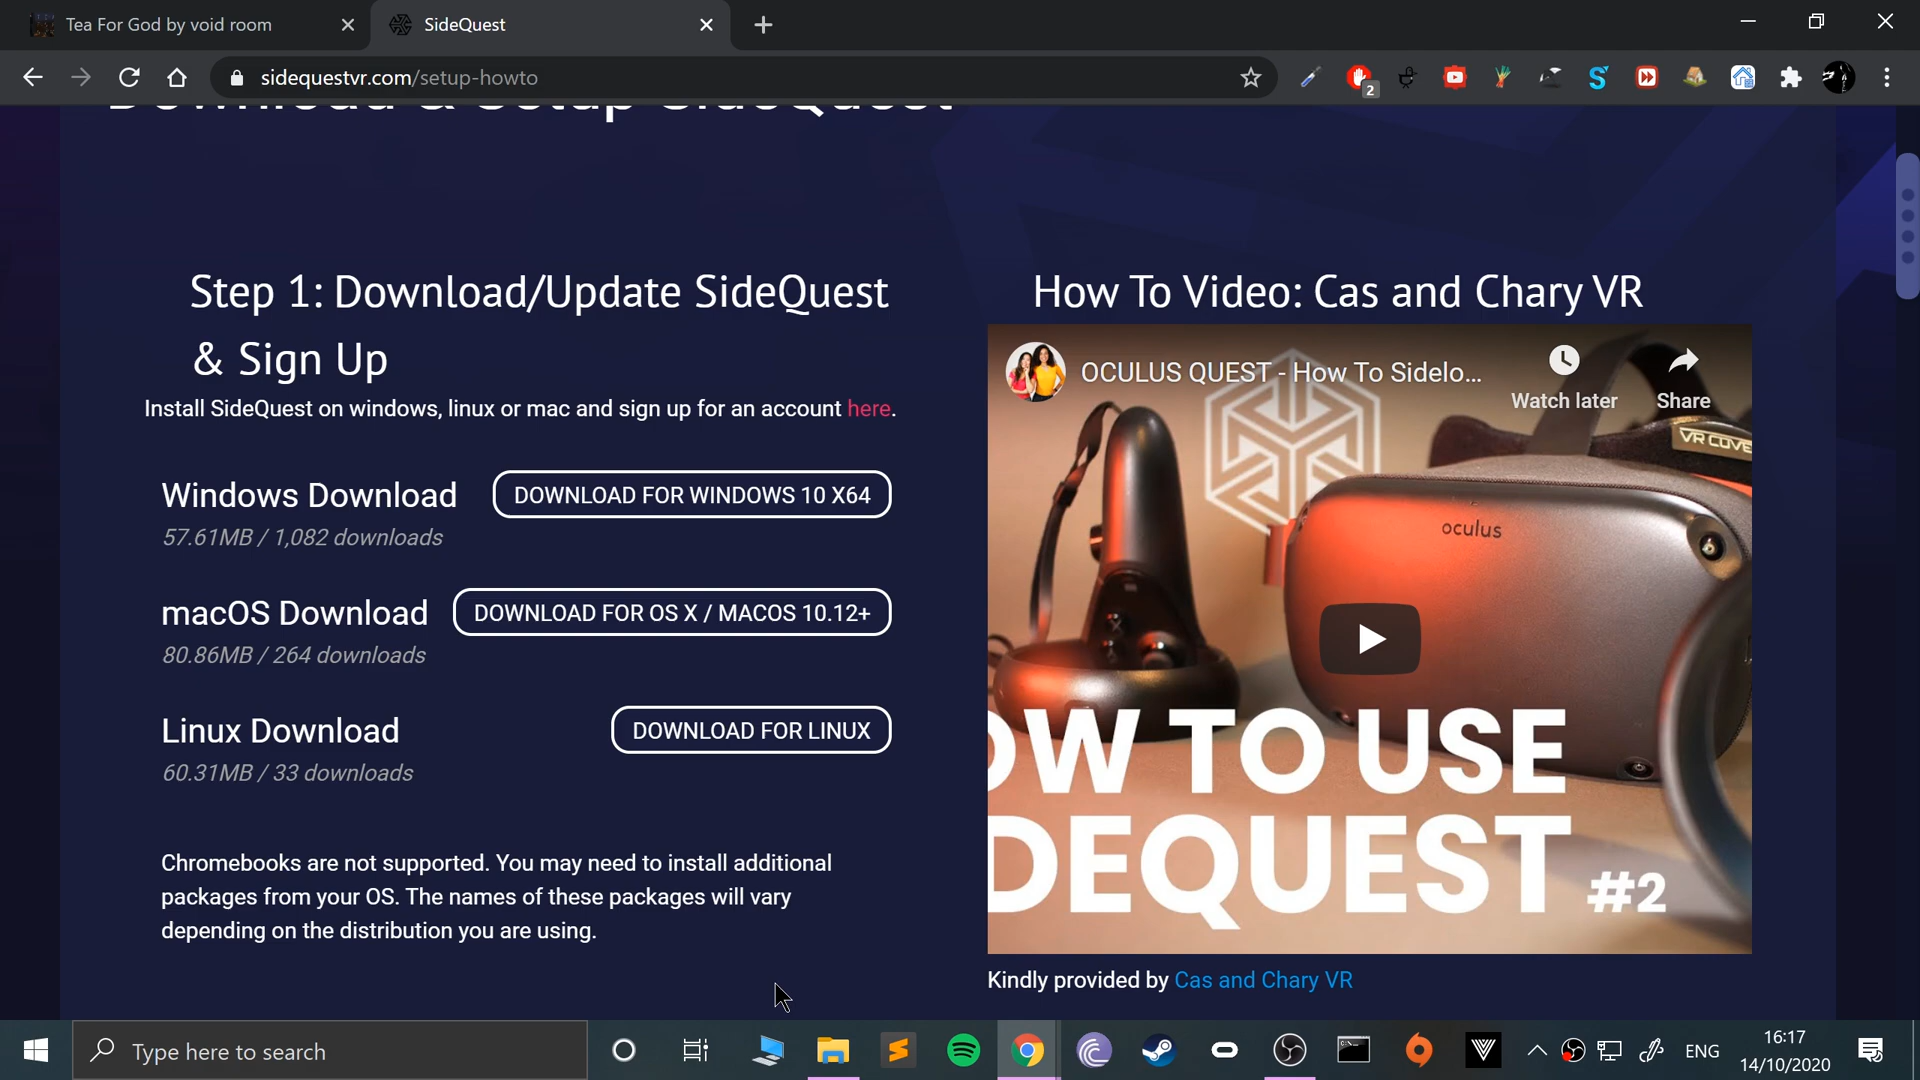 Tea For God by void room
SideQuest
sidequestvr.com/setup-howto
2
Download & Setup SideQuest
Step 1: Download/Update SideQuest
& Sign Up
Install SideQuest on windows, linux or mac and sign up for an account here.
Windows Download
DOWNLOAD FOR WINDOWS 10 X64
57.61MB / 1,082 downloads
macOS Download
DOWNLOAD FOR OS X / MACOS 10.12+
80.86MB / 264 downloads
Linux Download
DOWNLOAD FOR LINUX
60.31MB / 33 downloads
Chromebooks are not supported. You may need to install additional
packages from your OS. The names of these packages will vary
depending on the distribution you are using.
How To Video: Cas and Chary VR
OCULUS QUEST - How To Sidelo...
Watch later
Share
VR COVE
oculus
OW TO USE
DEQUEST #2
Kindly provided by Cas and Chary VR
Type here to search
ENG
16:17
14/10/2020